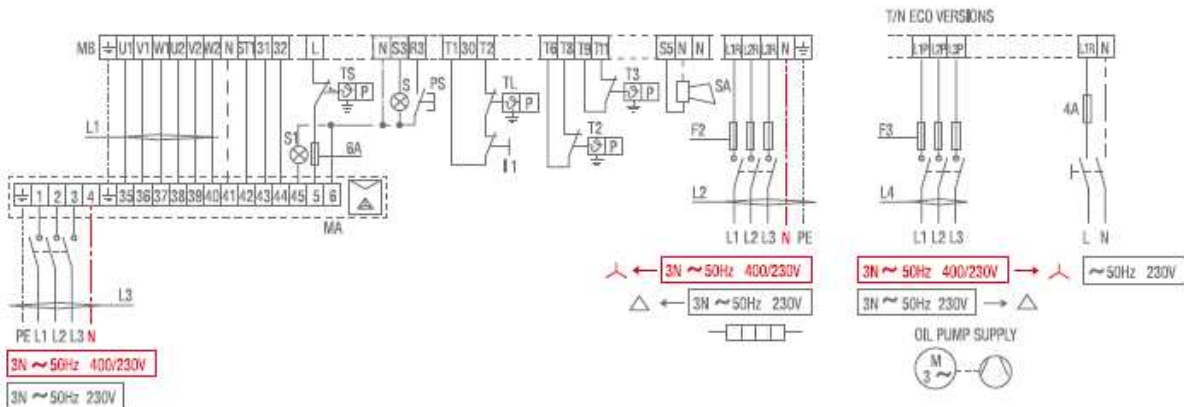 T/N ECO VERSIONS
MB ⏚ U1 V1 W1 U2 V2 W2 N ST1 31 32 L N S3 R3 T1 30 T2 T6 T8 T9 T11 S5 N N L1R L2R L3R N ⏚ L1P L2P L3P L1R N
TS S PS TL T3 SA
P P P
L1 S1 6A F2 F3 4A
T2 P
I1
⏚ 1 2 3 4 ⏚ 35 36 37 38 39 40 41 42 43 44 45 5 6
MA
L2 L4
L1 L2 L3 N PE L1 L2 L3 L N
3N ~ 50Hz 400/230V 3N ~ 50Hz 400/230V ~ 50Hz 230V
L3
3N ~ 50Hz 230V 3N ~ 50Hz 230V
PE L1 L2 L3 N
OIL PUMP SUPPLY
3N ~ 50Hz 400/230V
M
3 ~
3N ~ 50Hz 230V